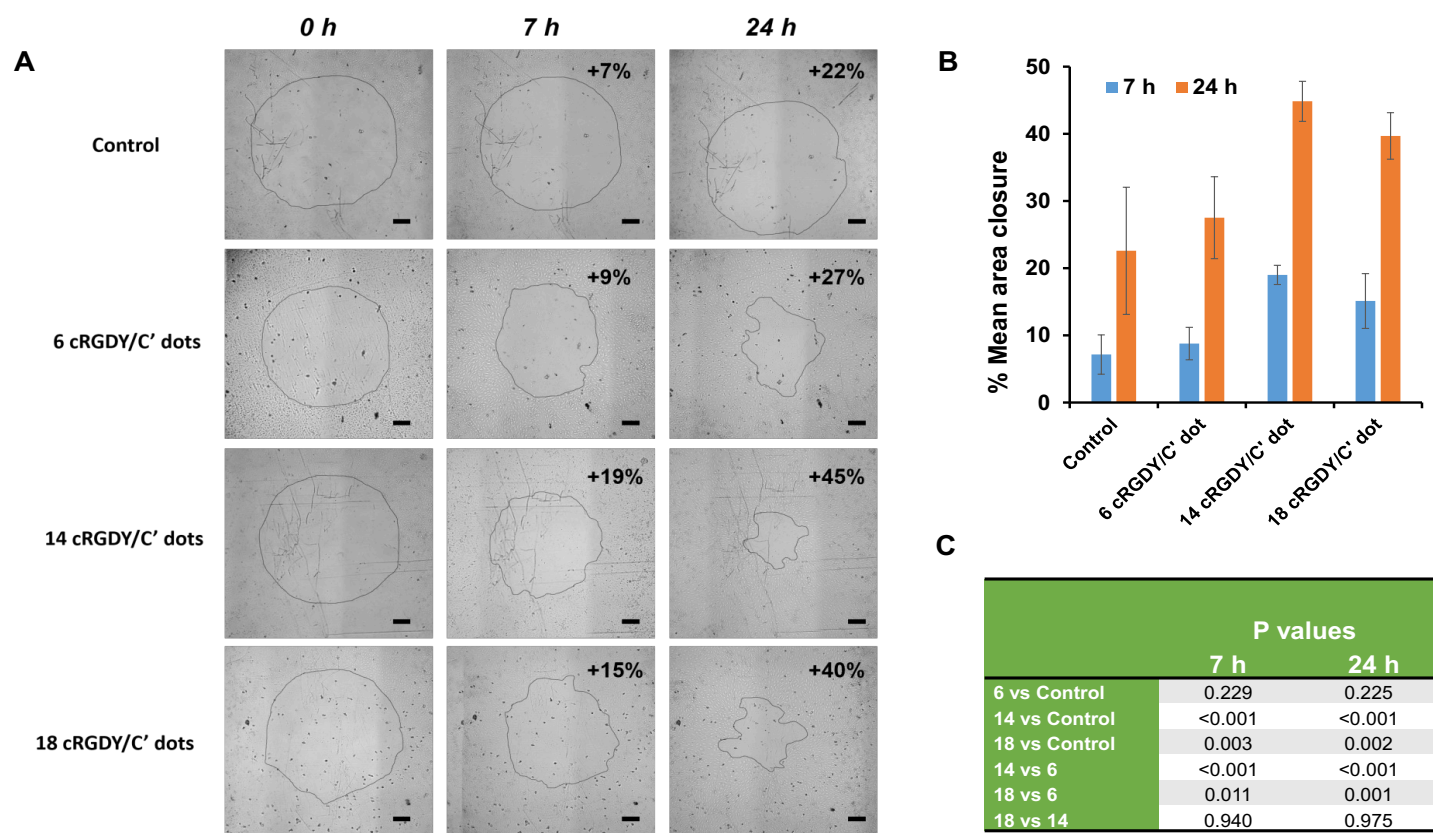 A
0 h 7 h 24 h
Control
+7% +22%
6 cRGDY/C' dots
+9% +27%
14 cRGDY/C' dots
+19% +45%
18 cRGDY/C' dots
+15% +40%
B
% Mean area closure
50
40
30
20
10
0
7 h 24 h
Control
6 cRGDY/C' dot
14 cRGDY/C' dot
18 cRGDY/C' dot
C
P values
7 h 24 h
6 vs Control 0.229 0.225
14 vs Control <0.001 <0.001
18 vs Control 0.003 0.002
14 vs 6 <0.001 <0.001
18 vs 6 0.011 0.001
18 vs 14 0.940 0.975